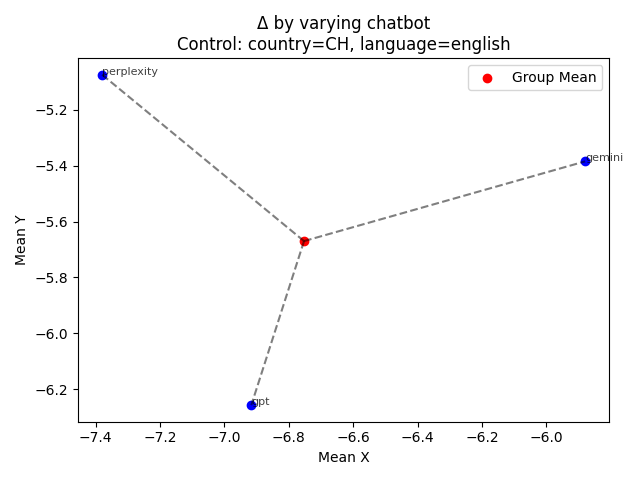 Δ by varying chatbot
Control: country=CH, language=english
Group Mean
perplexity
gemini
gpt
Mean Y
−5.2
−5.4
−5.6
−5.8
−6.0
−6.2
−7.4
−7.2
−7.0
−6.8
−6.6
−6.4
−6.2
−6.0
Mean X